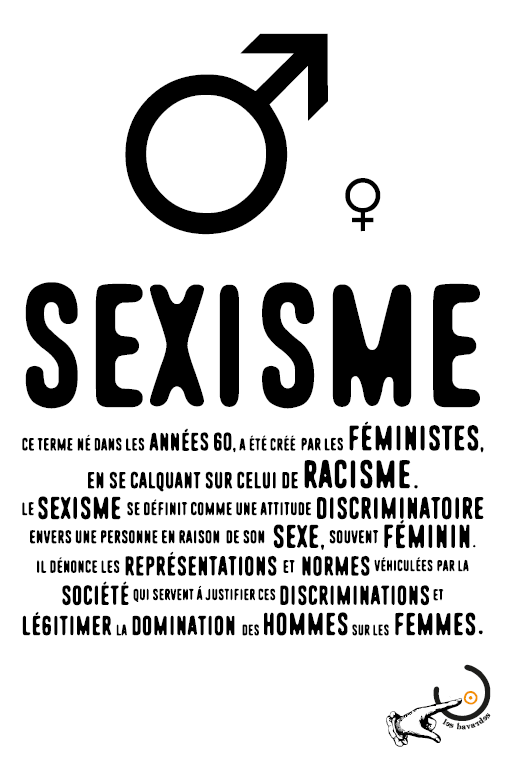 SEXISME
CE TERME NÉ DANS LES ANNÉES 60, A ÉTÉ CRÉÉ PAR LES FÉMINISTES,
EN SE CALQUANT SUR CELUI DE RACISME.
LE SEXISME SE DÉFINIT COMME UNE ATTITUDE DISCRIMINATOIRE
ENVERS UNE PERSONNE EN RAISON DE SON SEXE, SOUVENT FÉMININ.
IL DÉNONCE LES REPRÉSENTATIONS ET NORMES VÉHICULÉES PAR LA
SOCIÉTÉ QUI SERVENT Á JUSTIFIER CES DISCRIMINATIONS ET
LÉGITIMER LA DOMINATION DES HOMMES SUR LES FEMMES.
les bavardes